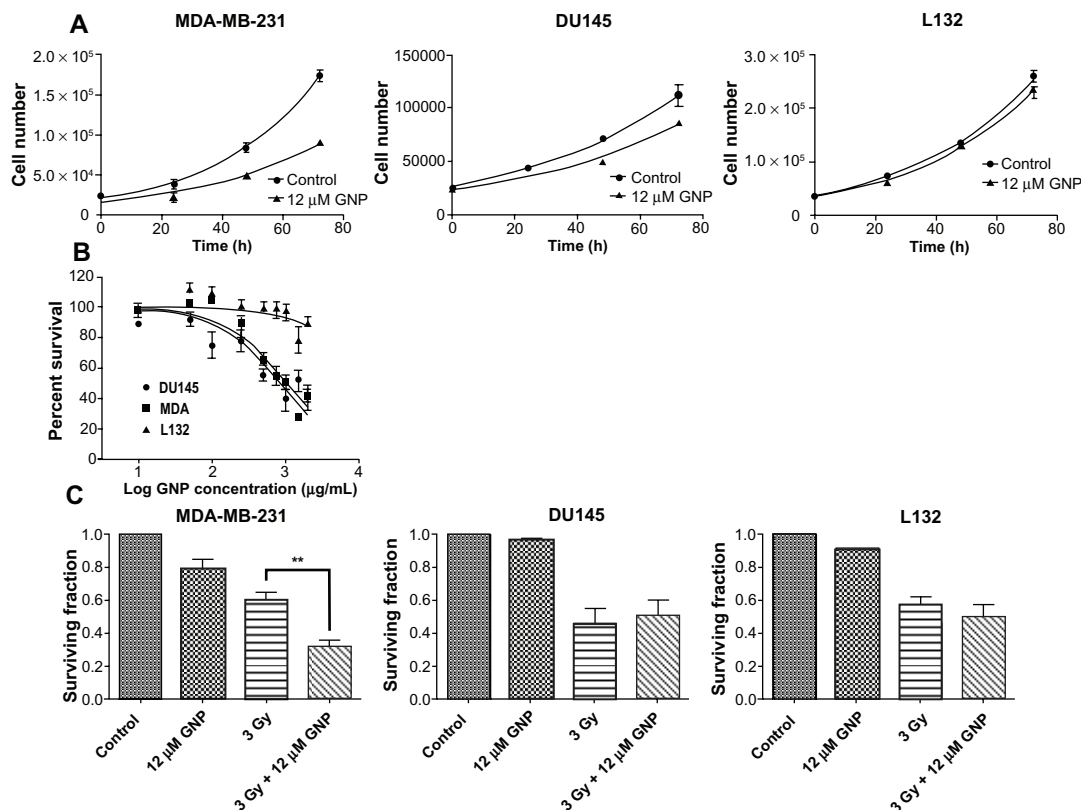 A
MDA-MB-231
DU145
L132
Cell number
2.0 × 10⁵
1.5 × 10⁵
1.0 × 10⁵
5.0 × 10⁴
0
0 20 40 60 80
Time (h)
Control
12 μM GNP
Cell number
150000
100000
50000
0
0 20 40 60 80
Time (h)
Control
12 μM GNP
Cell number
3 × 10⁵
2 × 10⁵
1 × 10⁵
0
0 20 40 60 80
Time (h)
Control
12 μM GNP
B
Percent survival
120
100
80
60
40
20
0
DU145
MDA
L132
1 2 3 4
Log GNP concentration (μg/mL)
C
MDA-MB-231
DU145
L132
Surviving fraction
1.0
0.8
0.6
0.4
0.2
0.0
**
Control
12 μM GNP
3 Gy
3 Gy + 12 μM GNP
Surviving fraction
1.0
0.8
0.6
0.4
0.2
0.0
Control
12 μM GNP
3 Gy
3 Gy + 12 μM GNP
Surviving fraction
1.0
0.8
0.6
0.4
0.2
0.0
Control
12 μM GNP
3 Gy
3 Gy + 12 μM GNP